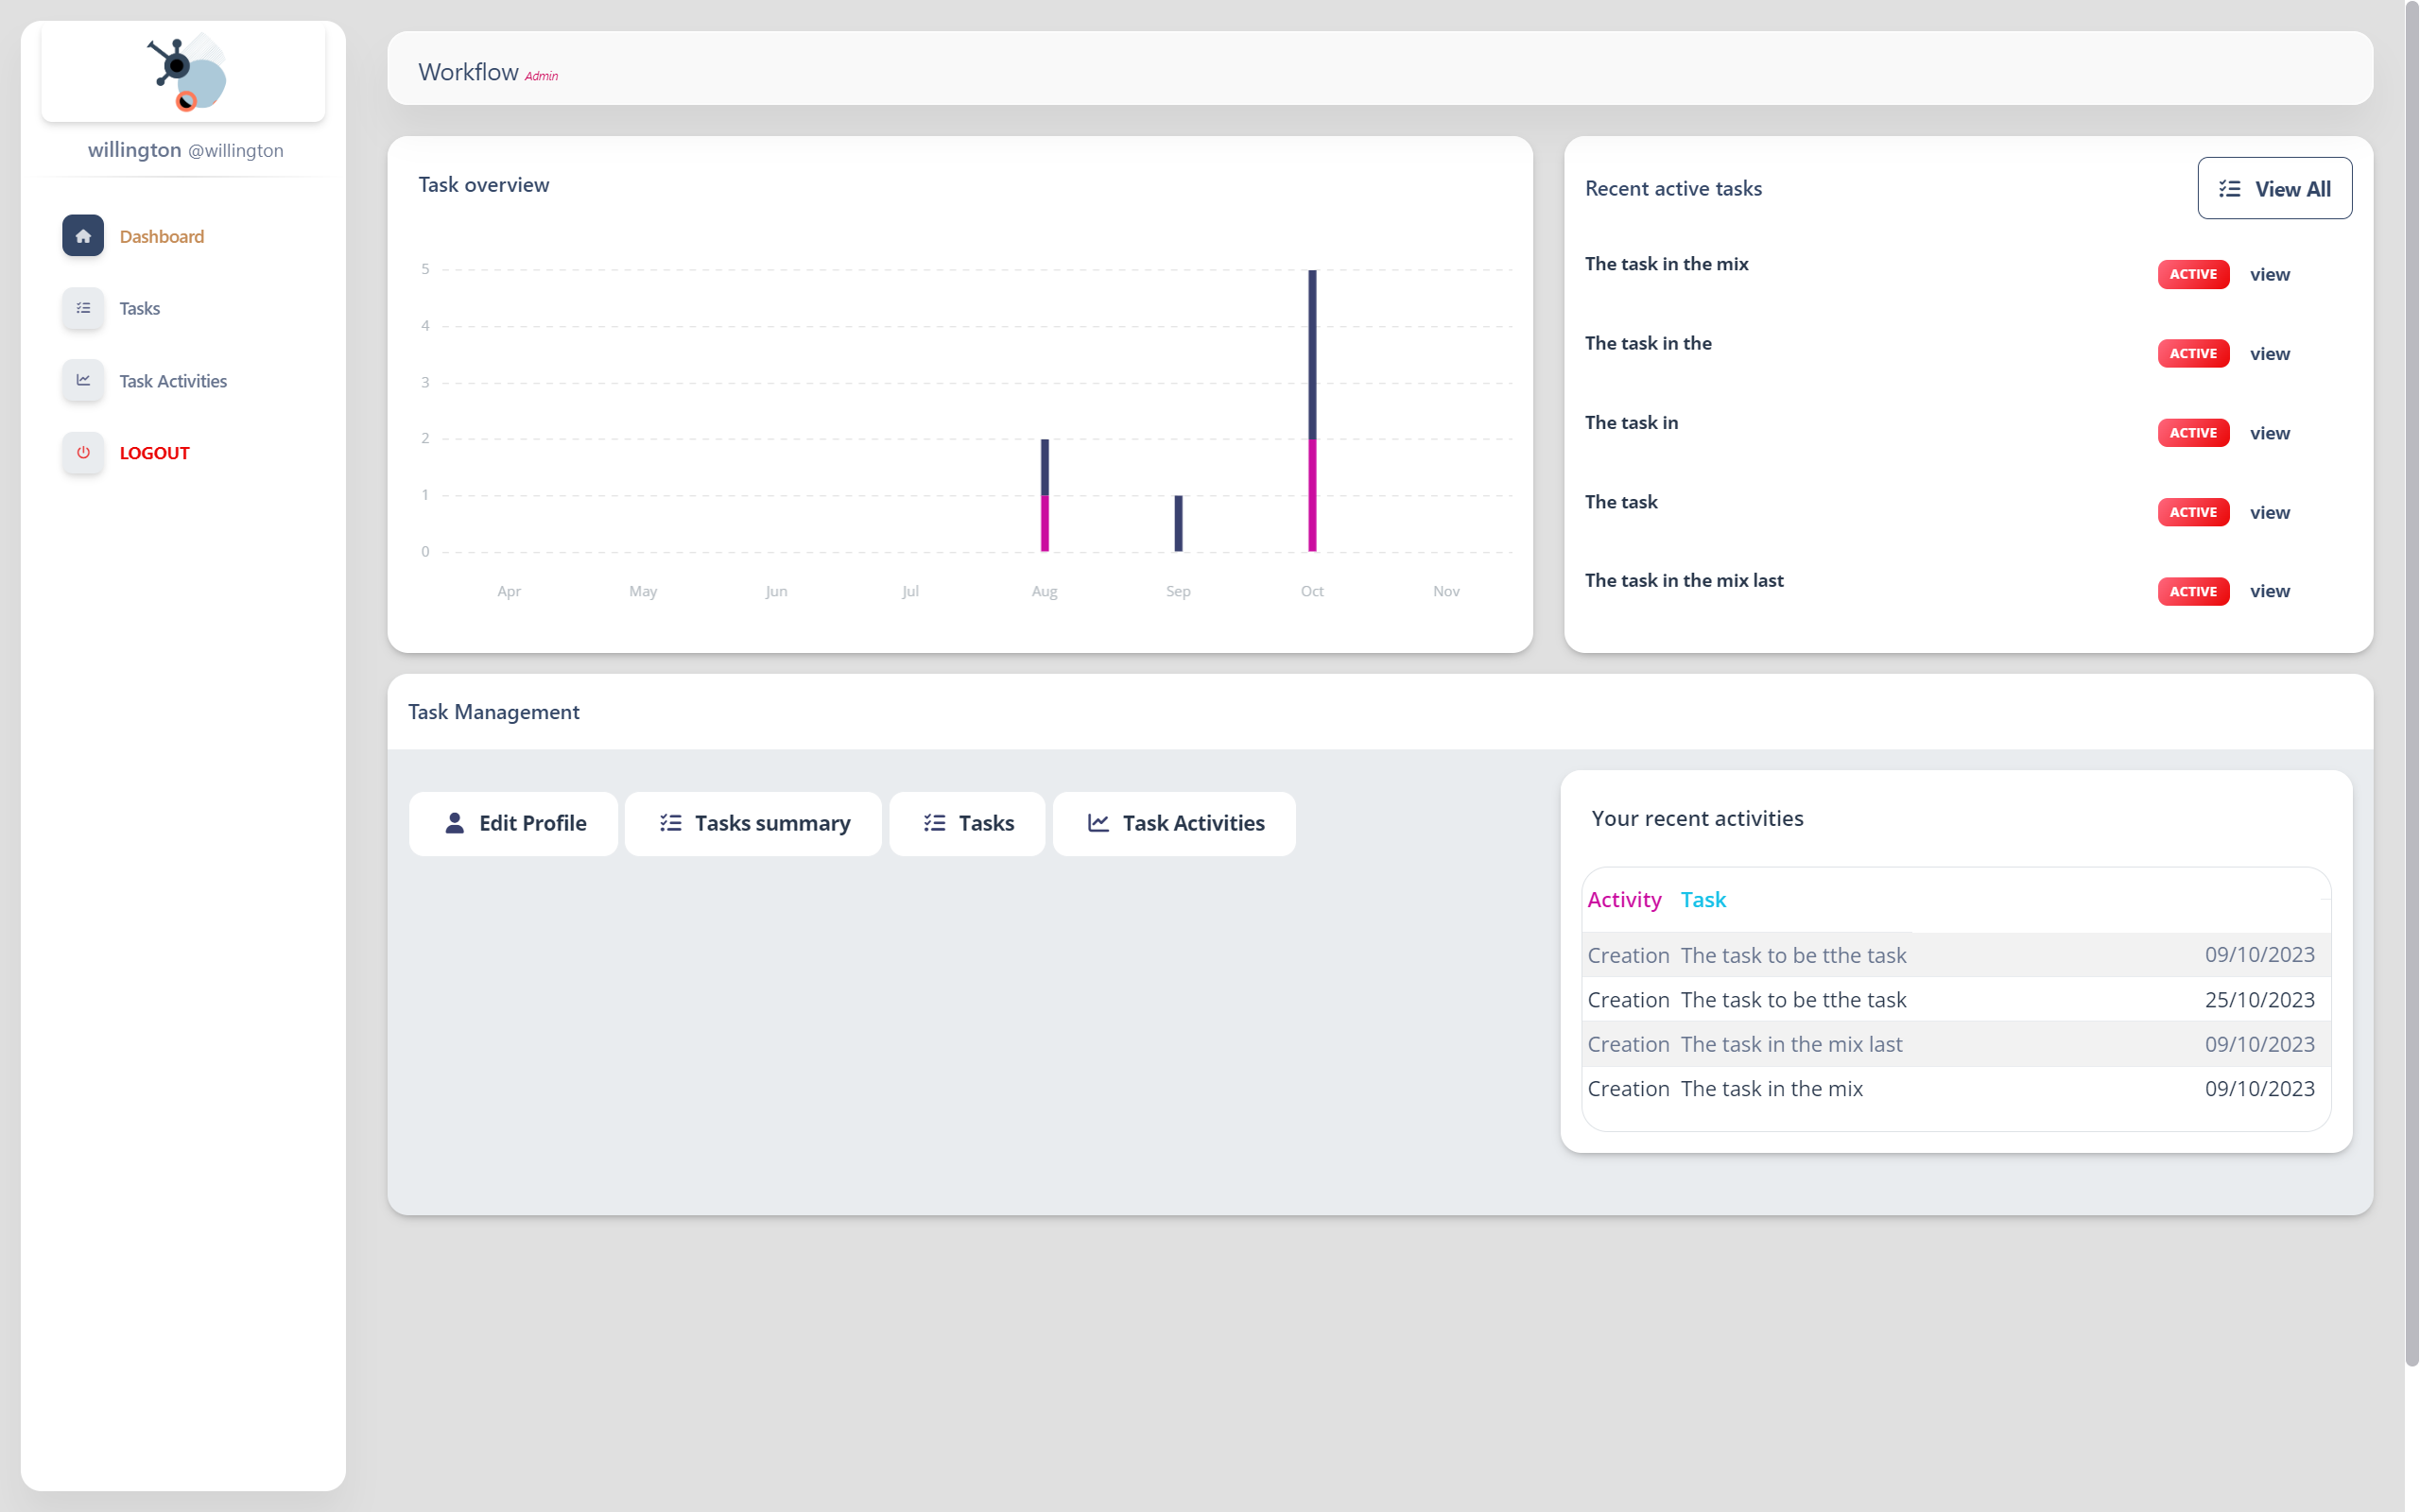 willington @willington
Dashboard
Tasks
Task Activities
LOGOUT
Workflow Admin
Task overview
5
4
3
2
1
0
Apr May Jun Jul Aug Sep Oct Nov
Recent active tasks
View All
The task in the mix ACTIVE view
The task in the ACTIVE view
The task in ACTIVE view
The task ACTIVE view
The task in the mix last ACTIVE view
Task Management
Edit Profile Tasks summary Tasks Task Activities
Your recent activities
Activity Task
Creation The task to be tthe task 09/10/2023
Creation The task to be tthe task 25/10/2023
Creation The task in the mix last 09/10/2023
Creation The task in the mix 09/10/2023